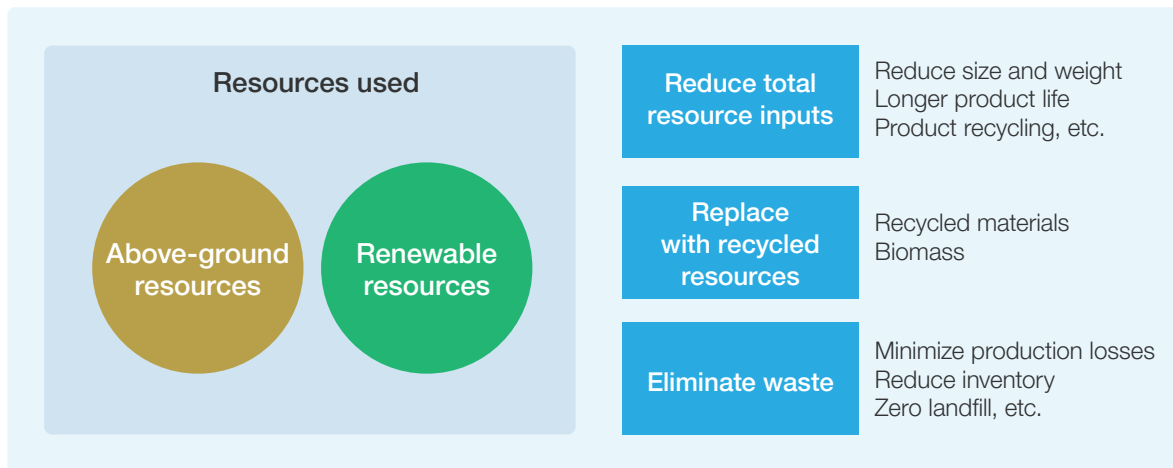 Resources used
Above-ground
resources
Renewable
resources
Reduce total
resource inputs
Reduce size and weight
Longer product life
Product recycling, etc.
Replace
with recycled
resources
Recycled materials
Biomass
Eliminate waste
Minimize production losses
Reduce inventory
Zero landfill, etc.